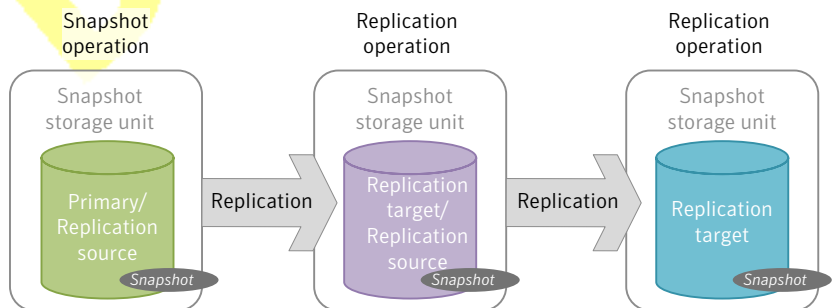 Snapshot
operation
Replication
operation
Replication
operation
Snapshot
storage unit
Snapshot
storage unit
Snapshot
storage unit
Primary/
Replication
source
Replication
Replication
target/
Replication
source
Replication
Replication
target
Snapshot
Snapshot
Snapshot